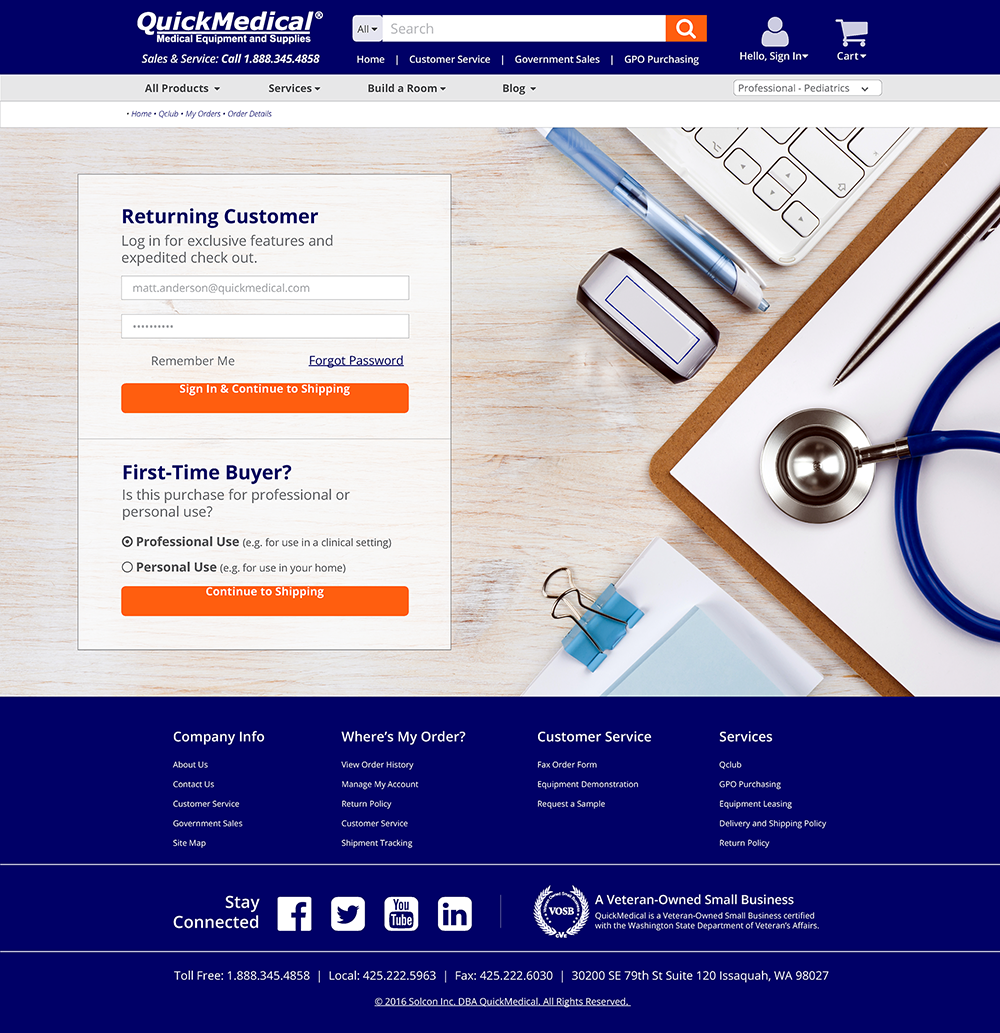 QuickMedical®
Medical Equipment and Supplies
Sales & Service: Call 1.888.345.4858
All
Search
Home | Customer Service | Government Sales | GPO Purchasing
Hello, Sign In
Cart
All Products
Services
Build a Room
Blog
Professional - Pediatrics
• Home • Qclub • My Orders • Order Details
Returning Customer
Log in for exclusive features and
expedited check out.
matt.anderson@quickmedical.com
••••••••••
Remember Me
Forgot Password
Sign In & Continue to Shipping
First-Time Buyer?
Is this purchase for professional or
personal use?
Professional Use (e.g. for use in a clinical setting)
Personal Use (e.g. for use in your home)
Continue to Shipping
Company Info
About Us
Contact Us
Customer Service
Government Sales
Site Map
Where’s My Order?
View Order History
Manage My Account
Return Policy
Customer Service
Shipment Tracking
Customer Service
Fax Order Form
Equipment Demonstration
Request a Sample
Services
Qclub
GPO Purchasing
Equipment Leasing
Delivery and Shipping Policy
Return Policy
Stay
Connected
You
Tube
in
VOSB
A Veteran-Owned Small Business
QuickMedical is a Veteran-Owned Small Business certified
with the Washington State Department of Veteran’s Affairs.
Toll Free: 1.888.345.4858 | Local: 425.222.5963 | Fax: 425.222.6030 | 30200 SE 79th St Suite 120 Issaquah, WA 98027
© 2016 Solcon Inc. DBA QuickMedical. All Rights Reserved.